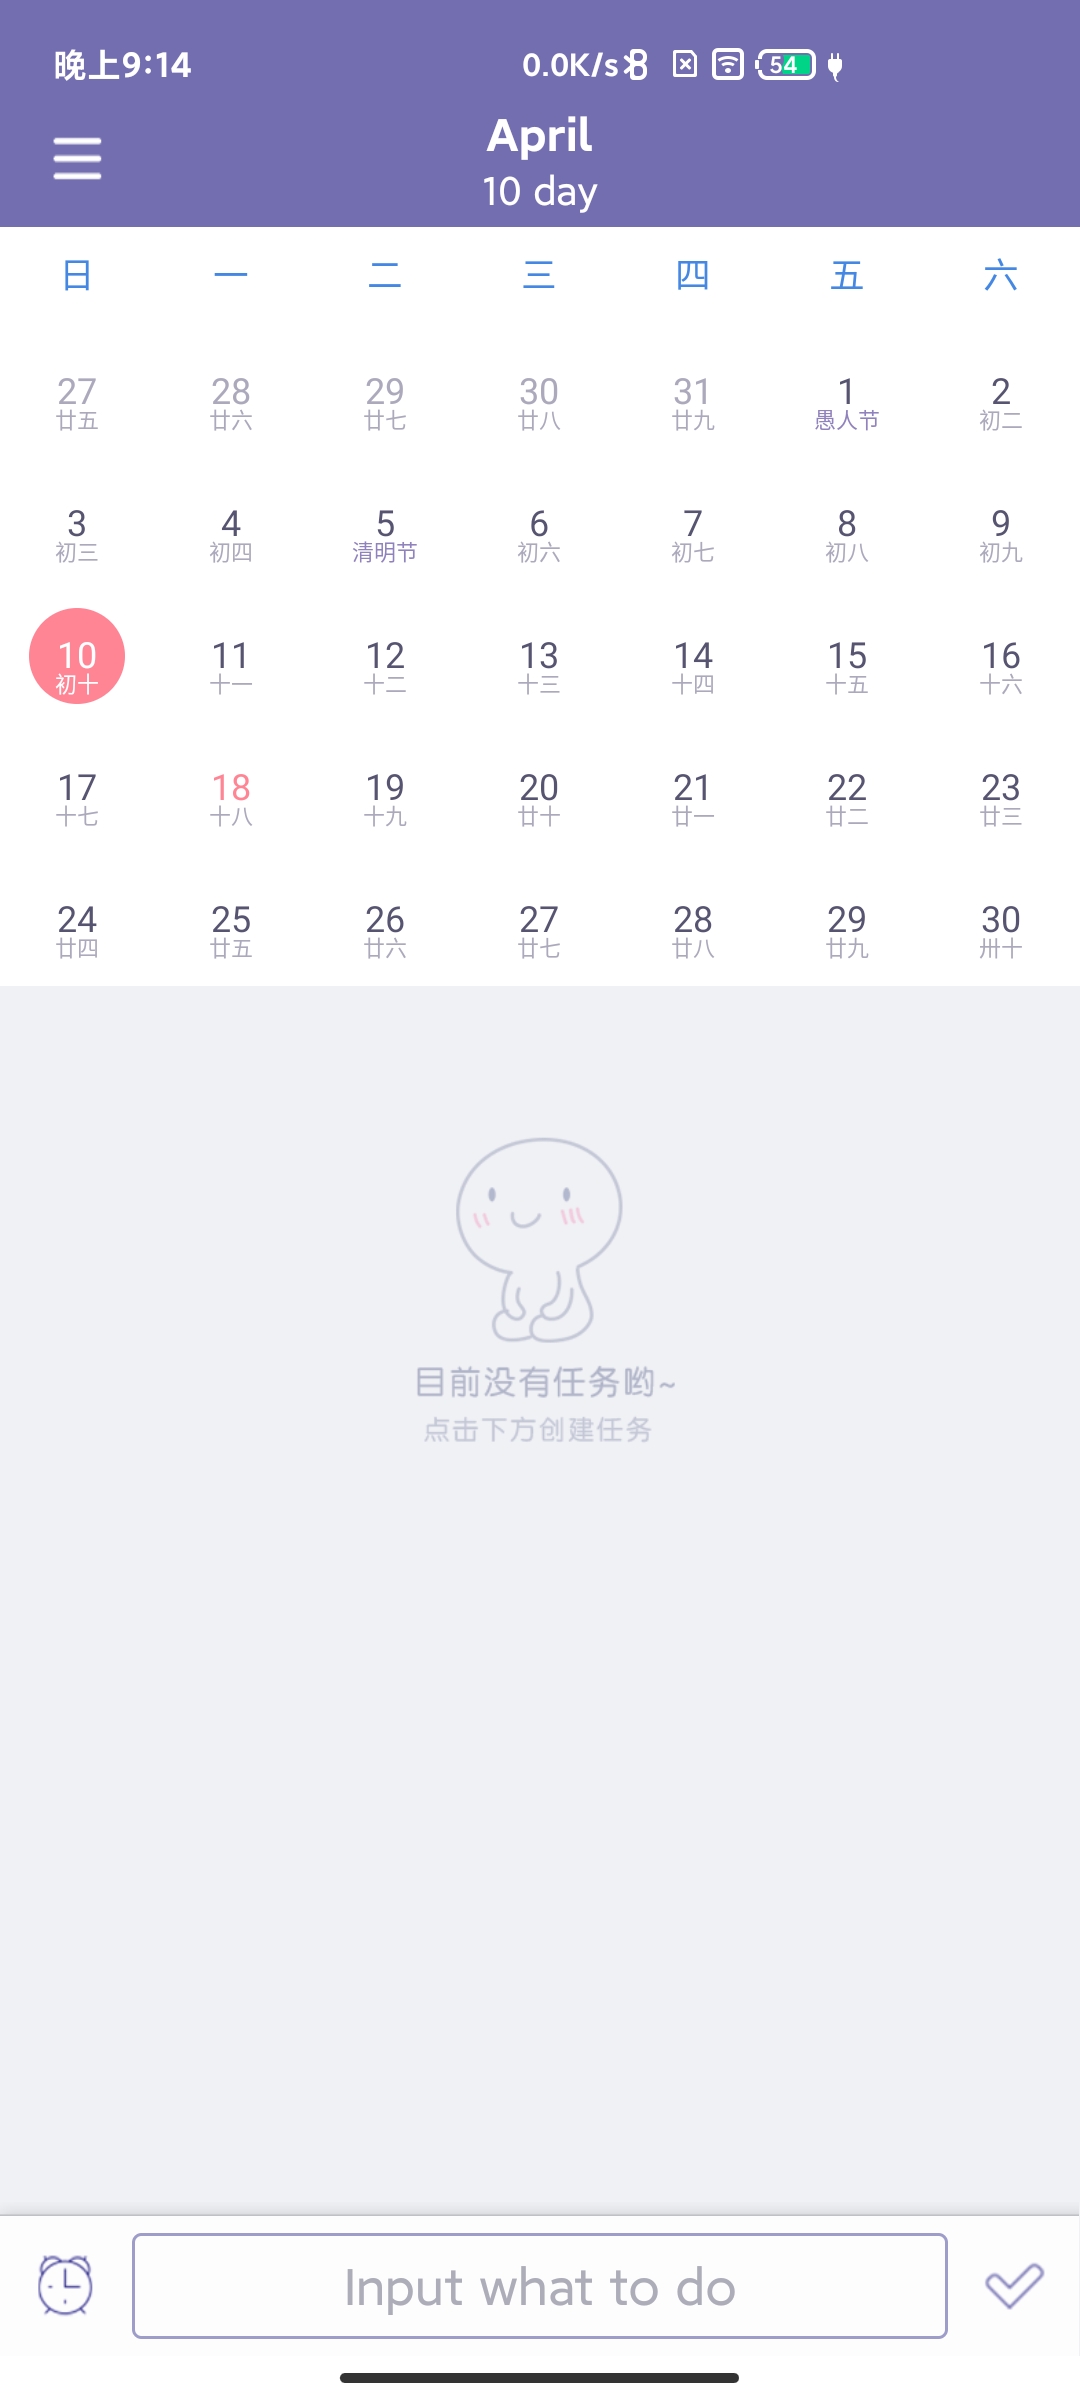 晚上9:14 0.0K/s 54
April
10 day
日 一 二 三 四 五 六
27 28 29 30 31 1 2
廿五 廿六 廿七 廿八 廿九 愚人节 初二
3 4 5 6 7 8 9
初三 初四 清明节 初六 初七 初八 初九
10 11 12 13 14 15 16
初十 十一 十二 十三 十四 十五 十六
17 18 19 20 21 22 23
十七 十八 十九 廿十 廿一 廿二 廿三
24 25 26 27 28 29 30
廿四 廿五 廿六 廿七 廿八 廿九 卅十
目前没有任务哟~
点击下方创建任务
Input what to do